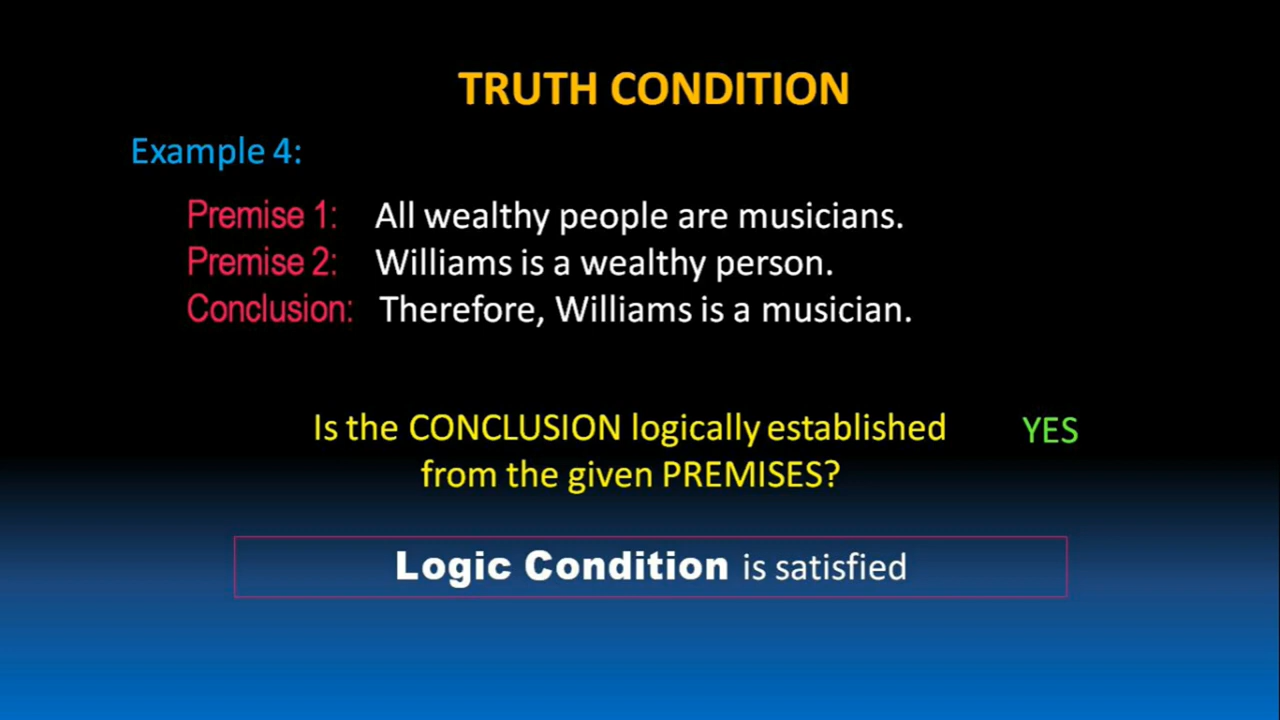 TRUTH CONDITION
Example 4:
Premise 1: All wealthy people are musicians.
Premise 2: Williams is a wealthy person.
Conclusion: Therefore, Williams is a musician.
Is the CONCLUSION logically established YES
from the given PREMISES?
Logic Condition is satisfied